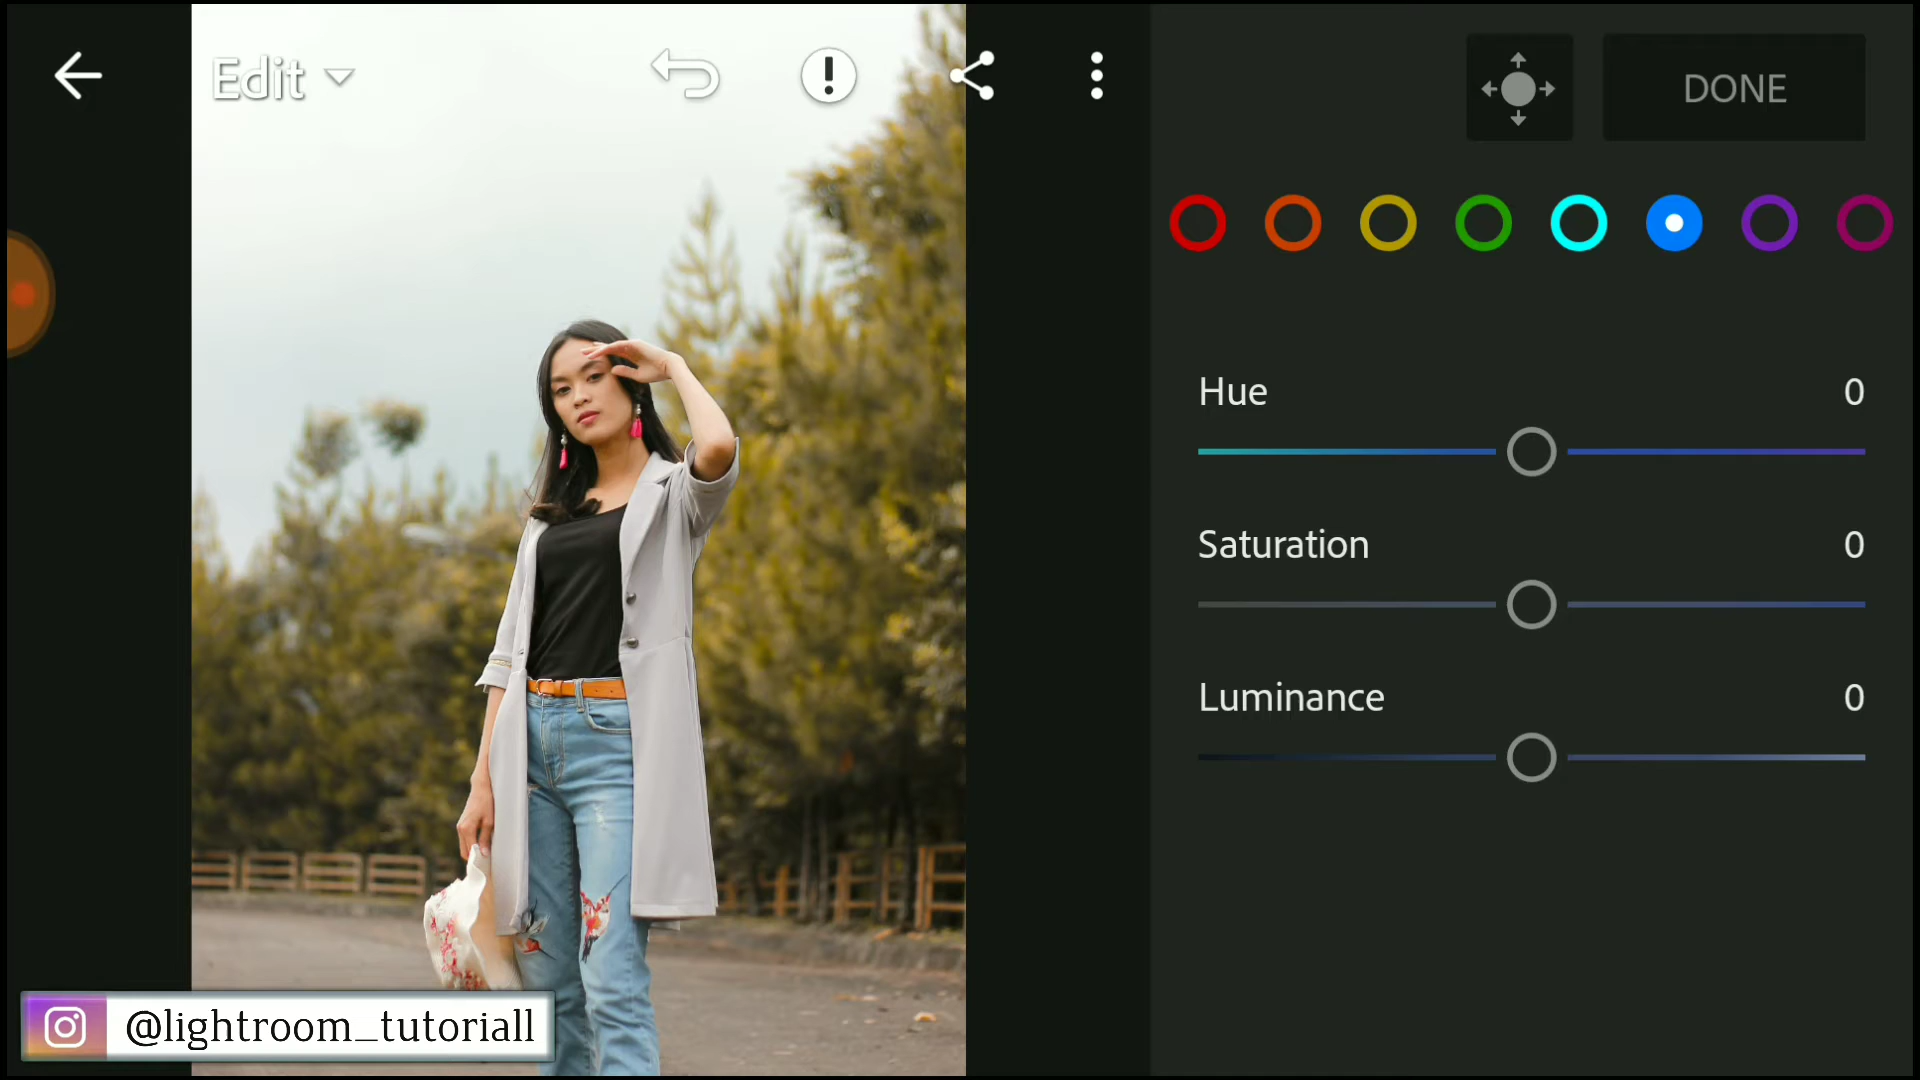 Edit
DONE
Hue 0
Saturation 0
Luminance 0
@lightroom_tutoriall